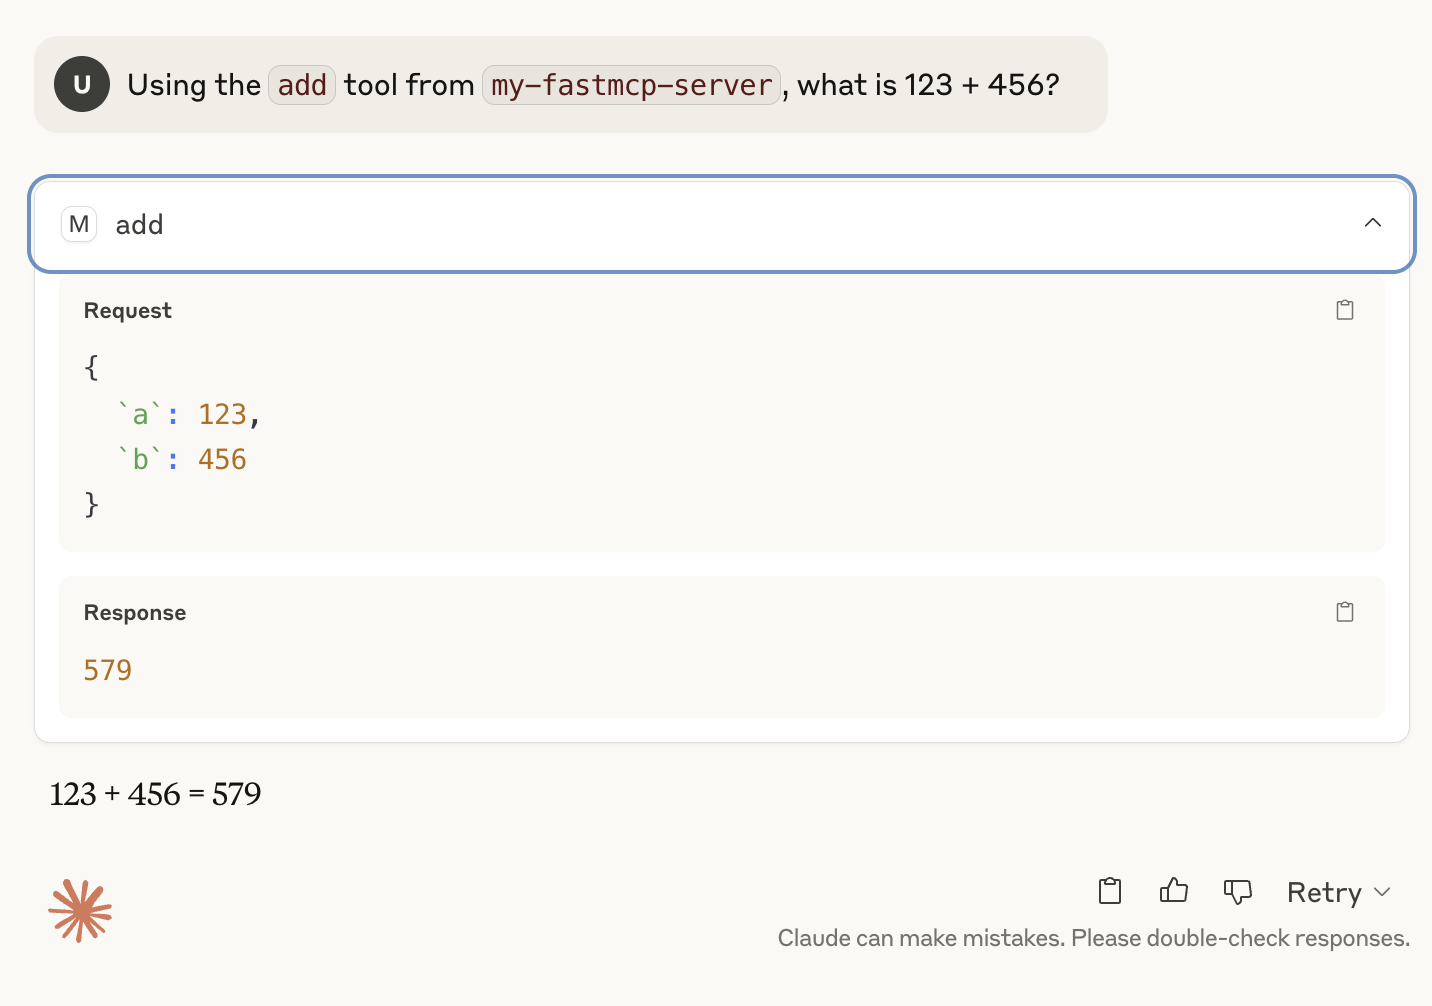 U
Using the add tool from my-fastmcp-server, what is 123 + 456?
M add
Request
{
  `a`: 123,
  `b`: 456
}
Response
579
123 + 456 = 579
Retry
Claude can make mistakes. Please double-check responses.